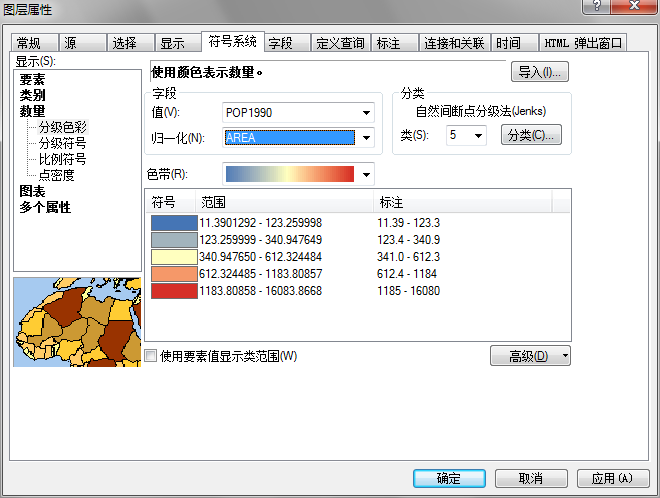 图层属性
常规 源 选择 显示 符号系统 字段 定义查询 标注 连接和关联 时间 HTML 弹出窗口
显示(S):
要素
类别
数量
分级色彩
分级符号
比例符号
点密度
图表
多个属性
使用颜色表示数量。
导入(I)...
字段
值(V): POP1990
归一化(N): AREA
分类
自然间断点分级法(Jenks)
类(S): 5 分类(C)...
色带(R):
符号 范围 标注
11.3901292 - 123.259998 11.39 - 123.3
123.259999 - 340.947649 123.4 - 340.9
340.947650 - 612.324484 341.0 - 612.3
612.324485 - 1183.80857 612.4 - 1184
1183.80858 - 16083.8668 1185 - 16080
使用要素值显示类范围(W)
高级(D)
确定 取消 应用(A)